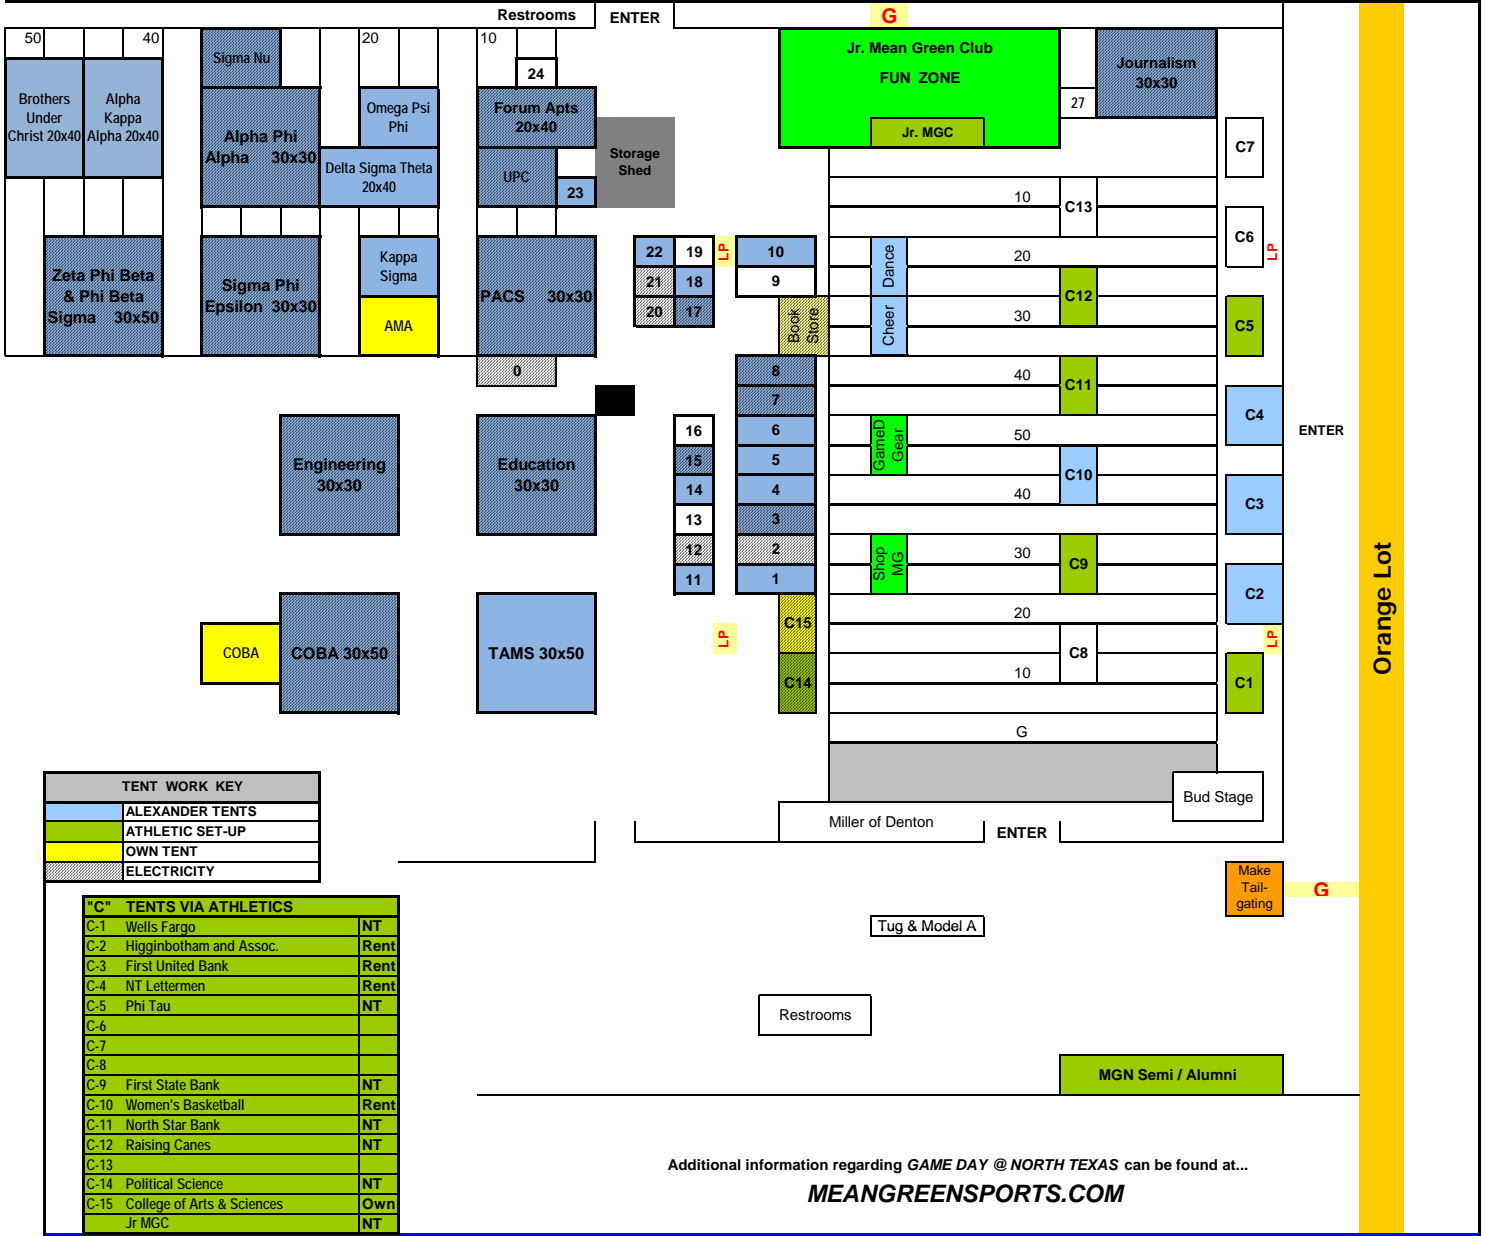 Restrooms
ENTER
G
50
40
20
10
Sigma Nu
24
Brothers
Under
Christ 20x40
Alpha
Kappa
Alpha 20x40
Alpha Phi
Alpha 30x30
Omega Psi
Phi
Delta Sigma Theta
20x40
Forum Apts
20x40
UPC
23
Storage
Shed
Jr. Mean Green Club
FUN ZONE
Jr. MGC
27
Journalism
30x30
C7
10
C13
C6
LP
Zeta Phi Beta
& Phi Beta
Sigma 30x50
Sigma Phi
Epsilon 30x30
Kappa
Sigma
AMA
PACS 30x30
0
22
19
LP
10
21
18
9
20
17
Book
Store
Dance
Cheer
20
C12
30
C5
8
7
40
C11
C4
ENTER
16
6
GameD
Gear
50
15
5
C10
14
4
40
C3
13
3
12
2
Shop
MG
30
C9
11
1
C2
Engineering
30x30
Education
30x30
20
C15
LP
C8
LP
COBA
COBA 30x50
TAMS 30x50
C14
10
C1
G
Orange Lot
TENT WORK KEY
ALEXANDER TENTS
ATHLETIC SET-UP
OWN TENT
ELECTRICITY
Bud Stage
Miller of Denton
ENTER
Make
Tail-
gating
G
Tug & Model A
Restrooms
MGN Semi / Alumni
"C" TENTS VIA ATHLETICS
C-1 Wells Fargo NT
C-2 Higginbotham and Assoc. Rent
C-3 First United Bank Rent
C-4 NT Lettermen Rent
C-5 Phi Tau NT
C-6
C-7
C-8
C-9 First State Bank NT
C-10 Women's Basketball Rent
C-11 North Star Bank NT
C-12 Raising Canes NT
C-13
C-14 Political Science NT
C-15 College of Arts & Sciences Own
Jr MGC NT
Additional information regarding GAME DAY @ NORTH TEXAS can be found at...
MEANGREENSPORTS.COM